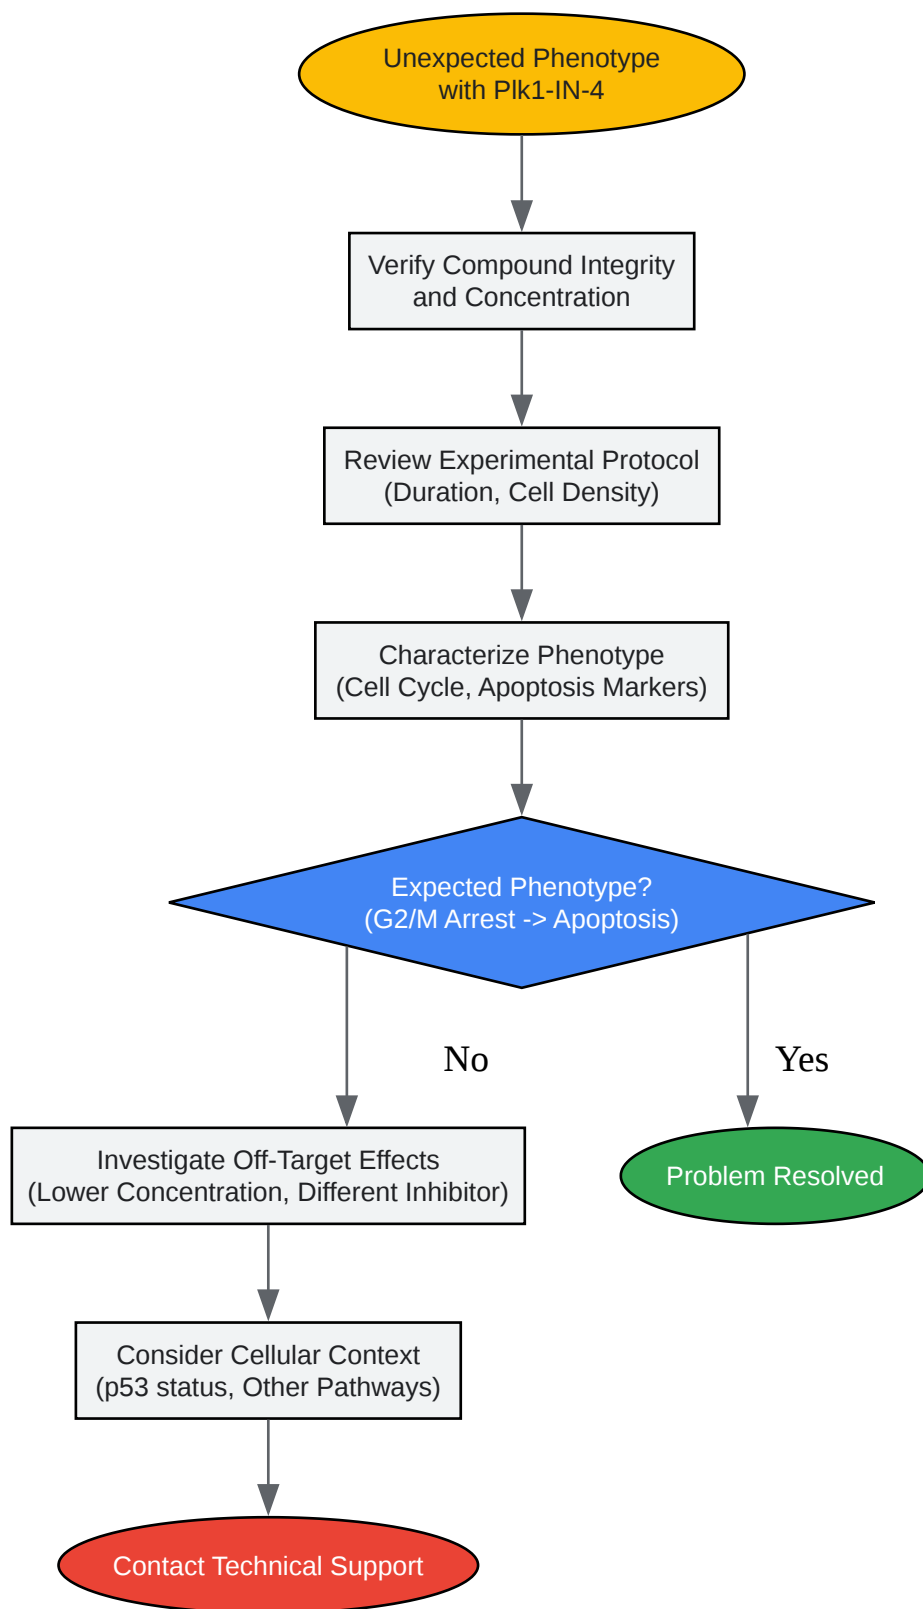 Unexpected Phenotype
with Plk1-IN-4
Verify Compound Integrity
and Concentration
Review Experimental Protocol
(Duration, Cell Density)
Characterize Phenotype
(Cell Cycle, Apoptosis Markers)
Expected Phenotype?
(G2/M Arrest -> Apoptosis)
No
Yes
Investigate Off-Target Effects
(Lower Concentration, Different Inhibitor)
Problem Resolved
Consider Cellular Context
(p53 status, Other Pathways)
Contact Technical Support